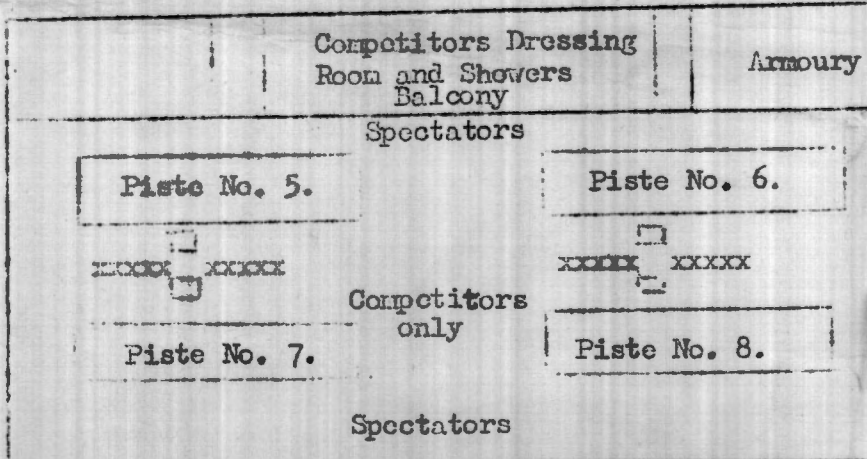 Competitors Dressing
Room and Showers
Balcony
Armoury
Spectators
Piste No. 5.
Piste No. 6.
xxxxx xxxxx
xxxxx xxxxx
Competitors
only
Piste No. 7.
Piste No. 8.
Spectators